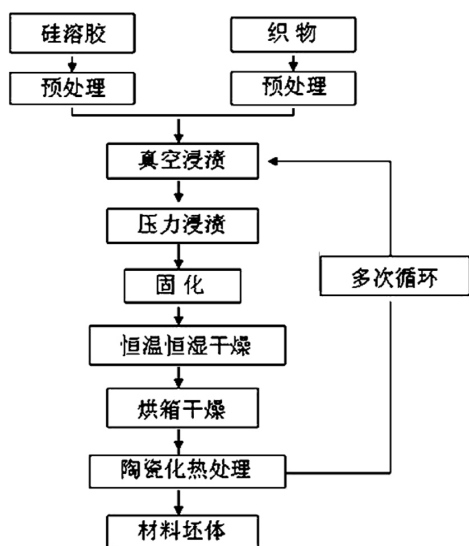 硅溶胶
织物
预处理
预处理
真空浸渍
压力浸渍
固化
多次循环
恒温恒湿干燥
烘箱干燥
陶瓷化热处理
材料坯体